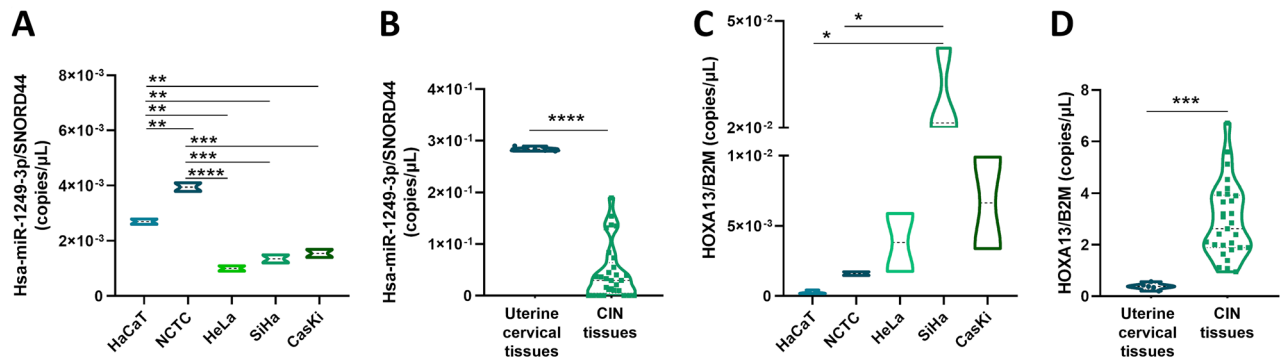 A
Hsa-miR-1249-3p/SNORD44
(copies/µL)
8×10⁻³
6×10⁻³
4×10⁻³
2×10⁻³
0
**
**
**
**
***
***
****
HaCaT
NCTC
HeLa
SiHa
CasKi
B
Hsa-miR-1249-3p/SNORD44
(copies/µL)
4×10⁻¹
3×10⁻¹
2×10⁻¹
1×10⁻¹
0
****
Uterine
cervical
tissues
CIN
tissues
C
HOXA13/B2M (copies/µL)
5×10⁻²
2×10⁻²
1×10⁻²
5×10⁻³
0
*
*
HaCaT
NCTC
HeLa
SiHa
CasKi
D
HOXA13/B2M (copies/µL)
8
6
4
2
0
***
Uterine
cervical
tissues
CIN
tissues